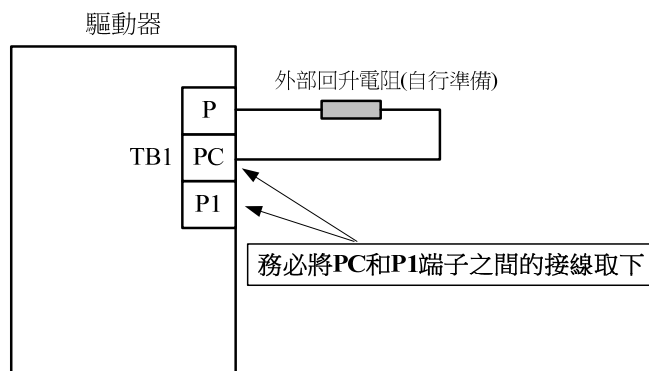 驅動器
外部回升電阻(自行準備)
P
TB1 PC
P1
務必將PC和P1端子之間的接線取下